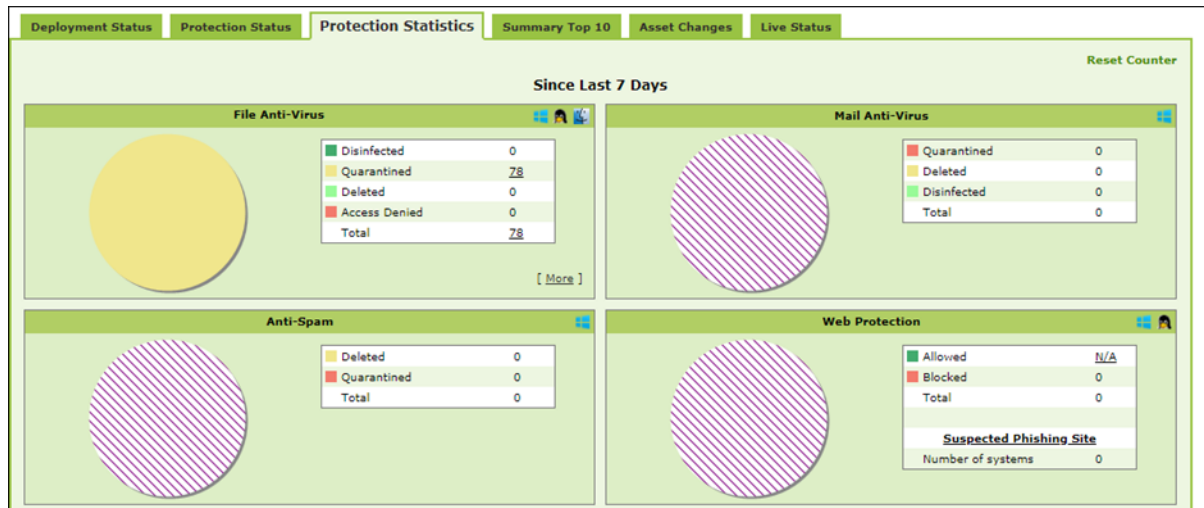 Deployment Status Protection Status Protection Statistics Summary Top 10 Asset Changes Live Status
Reset Counter
Since Last 7 Days
File Anti-Virus
Disinfected 0
Quarantined 78
Deleted 0
Access Denied 0
Total 78
[ More ]
Mail Anti-Virus
Quarantined 0
Deleted 0
Disinfected 0
Total 0
Anti-Spam
Deleted 0
Quarantined 0
Total 0
Web Protection
Allowed N/A
Blocked 0
Total 0
Suspected Phishing Site
Number of systems 0